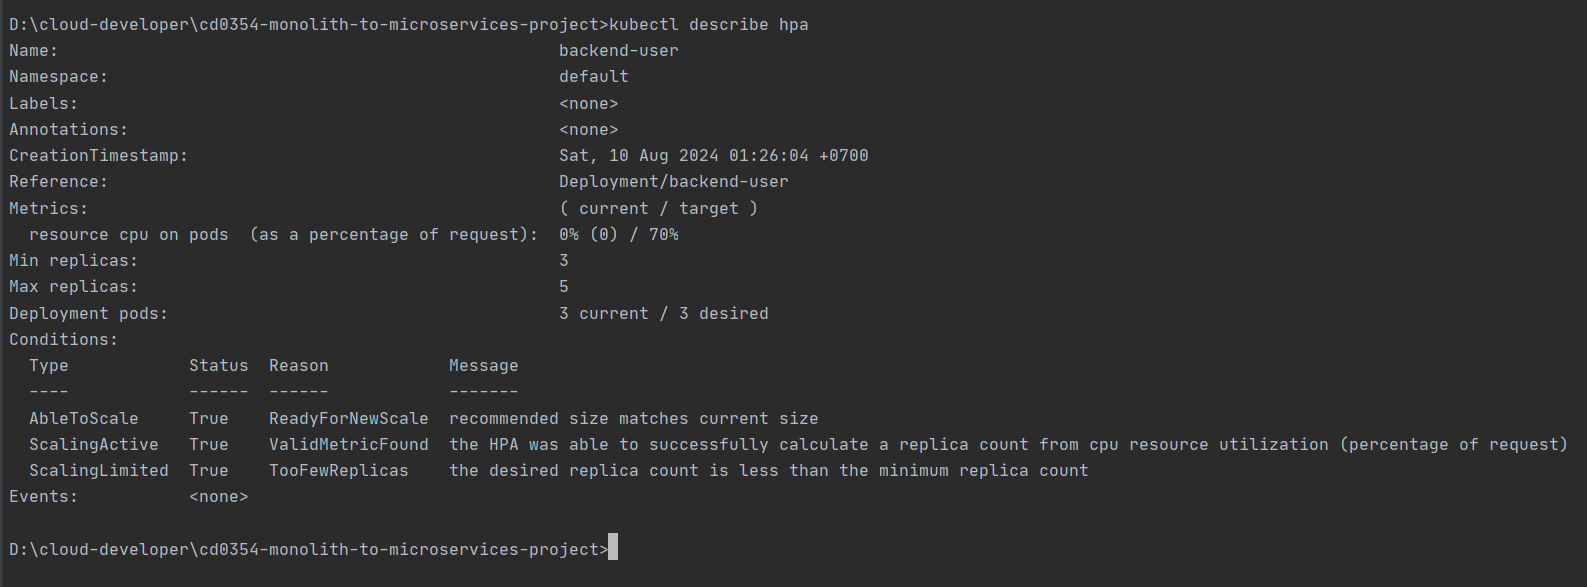 D:\cloud-developer\cd0354-monolith-to-microservices-project>kubectl describe hpa
Name:                                                  backend-user
Namespace:                                             default
Labels:                                                <none>
Annotations:                                           <none>
CreationTimestamp:                                     Sat, 10 Aug 2024 01:26:04 +0700
Reference:                                             Deployment/backend-user
Metrics:                                               ( current / target )
  resource cpu on pods  (as a percentage of request):  0% (0) / 70%
Min replicas:                                          3
Max replicas:                                          5
Deployment pods:                                       3 current / 3 desired
Conditions:
  Type            Status  Reason            Message
  ----            ------  ------            -------
  AbleToScale     True    ReadyForNewScale  recommended size matches current size
  ScalingActive   True    ValidMetricFound  the HPA was able to successfully calculate a replica count from cpu resource utilization (percentage of request)
  ScalingLimited  True    TooFewReplicas    the desired replica count is less than the minimum replica count
Events:           <none>
D:\cloud-developer\cd0354-monolith-to-microservices-project>